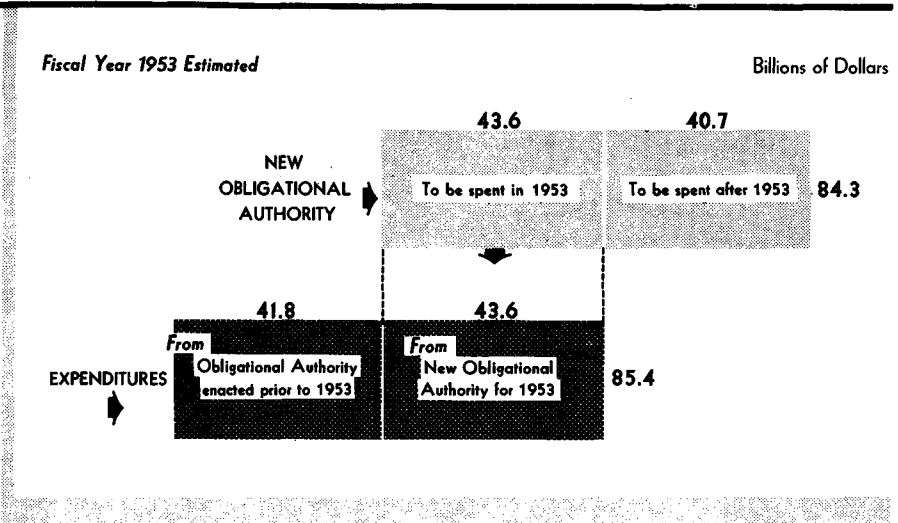 Fiscal Year 1953 Estimated
Billions of Dollars
43.6
40.7
NEW
OBLIGATIONAL
AUTHORITY
To be spent in 1953
To be spent after 1953
84.3
41.8
43.6
From
Obligational Authority
enacted prior to 1953
From
New Obligational
Authority for 1953
EXPENDITURES
85.4